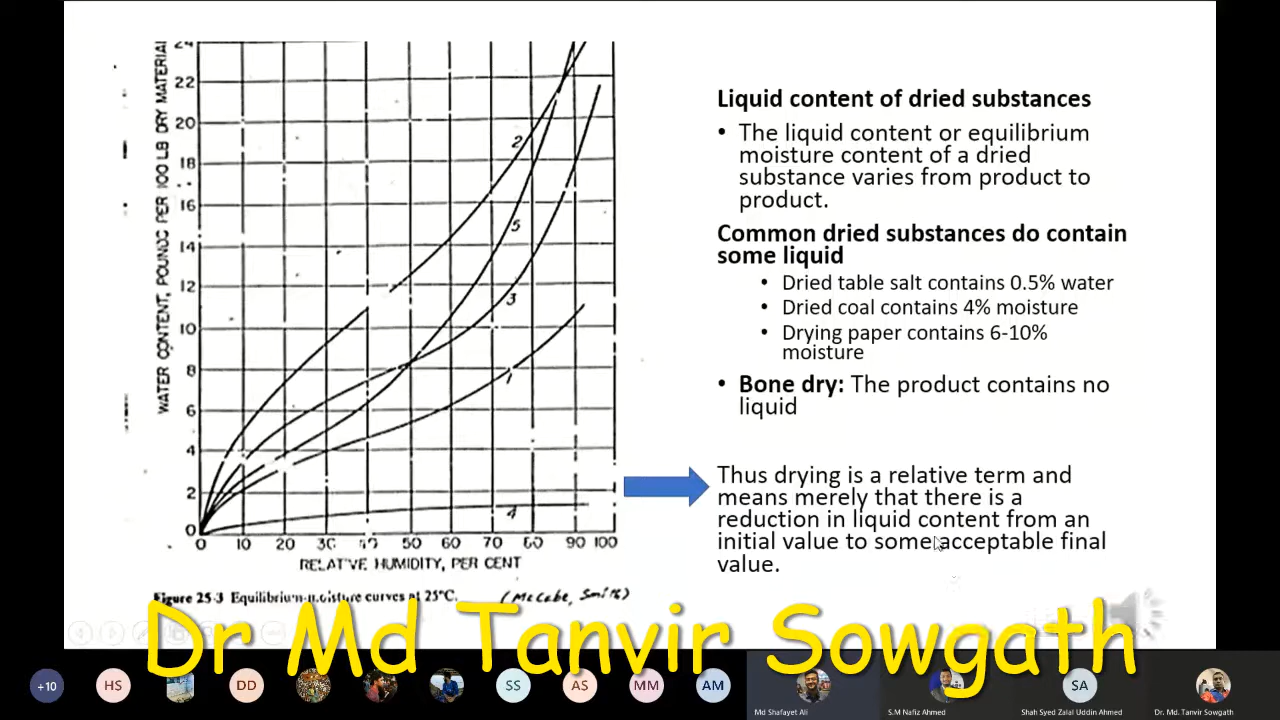 24
22
20
18
16
14
12
10
8
6
4
2
0
WATER CONTENT, POUNDS PER 100 LB DRY MATERIAL
2
5
3
1
4
0 10 20 30 40 50 60 70 80 90 100
RELATIVE HUMIDITY, PER CENT
Figure 25-3 Equilibrium-moisture curves at 25°C. (McCabe, Smith)
Liquid content of dried substances
• The liquid content or equilibrium
moisture content of a dried
substance varies from product to
product.
Common dried substances do contain
some liquid
• Dried table salt contains 0.5% water
• Dried coal contains 4% moisture
• Drying paper contains 6-10%
moisture
• Bone dry: The product contains no
liquid
Thus drying is a relative term and
means merely that there is a
reduction in liquid content from an
initial value to some acceptable final
value.
Dr Md Tanvir Sowgath
+10 HS DD SS AS MM AM SA
Md Shafayet Ali S.M Nafiz Ahmed Shah Syed Zalal Uddin Ahmed Dr. Md. Tanvir Sowgath